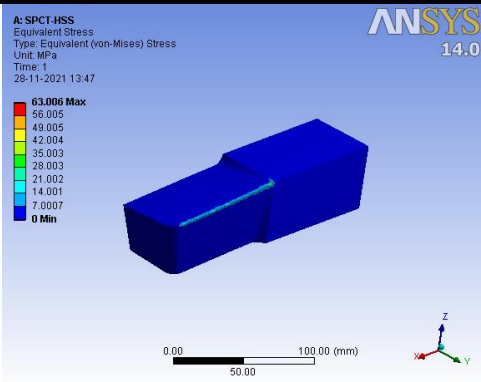 A: SPCT-HSS
Equivalent Stress
Type: Equivalent (von-Mises) Stress
Unit: MPa
Time: 1
28-11-2021 13:47
ANSYS
14.0
63.006 Max
56.005
49.005
42.004
35.003
28.003
21.002
14.001
7.0007
0 Min
0.00
100.00 (mm)
50.00
Z
X
Y